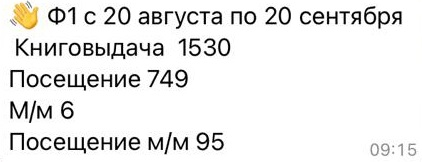 👋 Ф1 с 20 августа по 20 сентября
Книговыдача 1530
Посещение 749
М/м 6
Посещение м/м 95
09:15